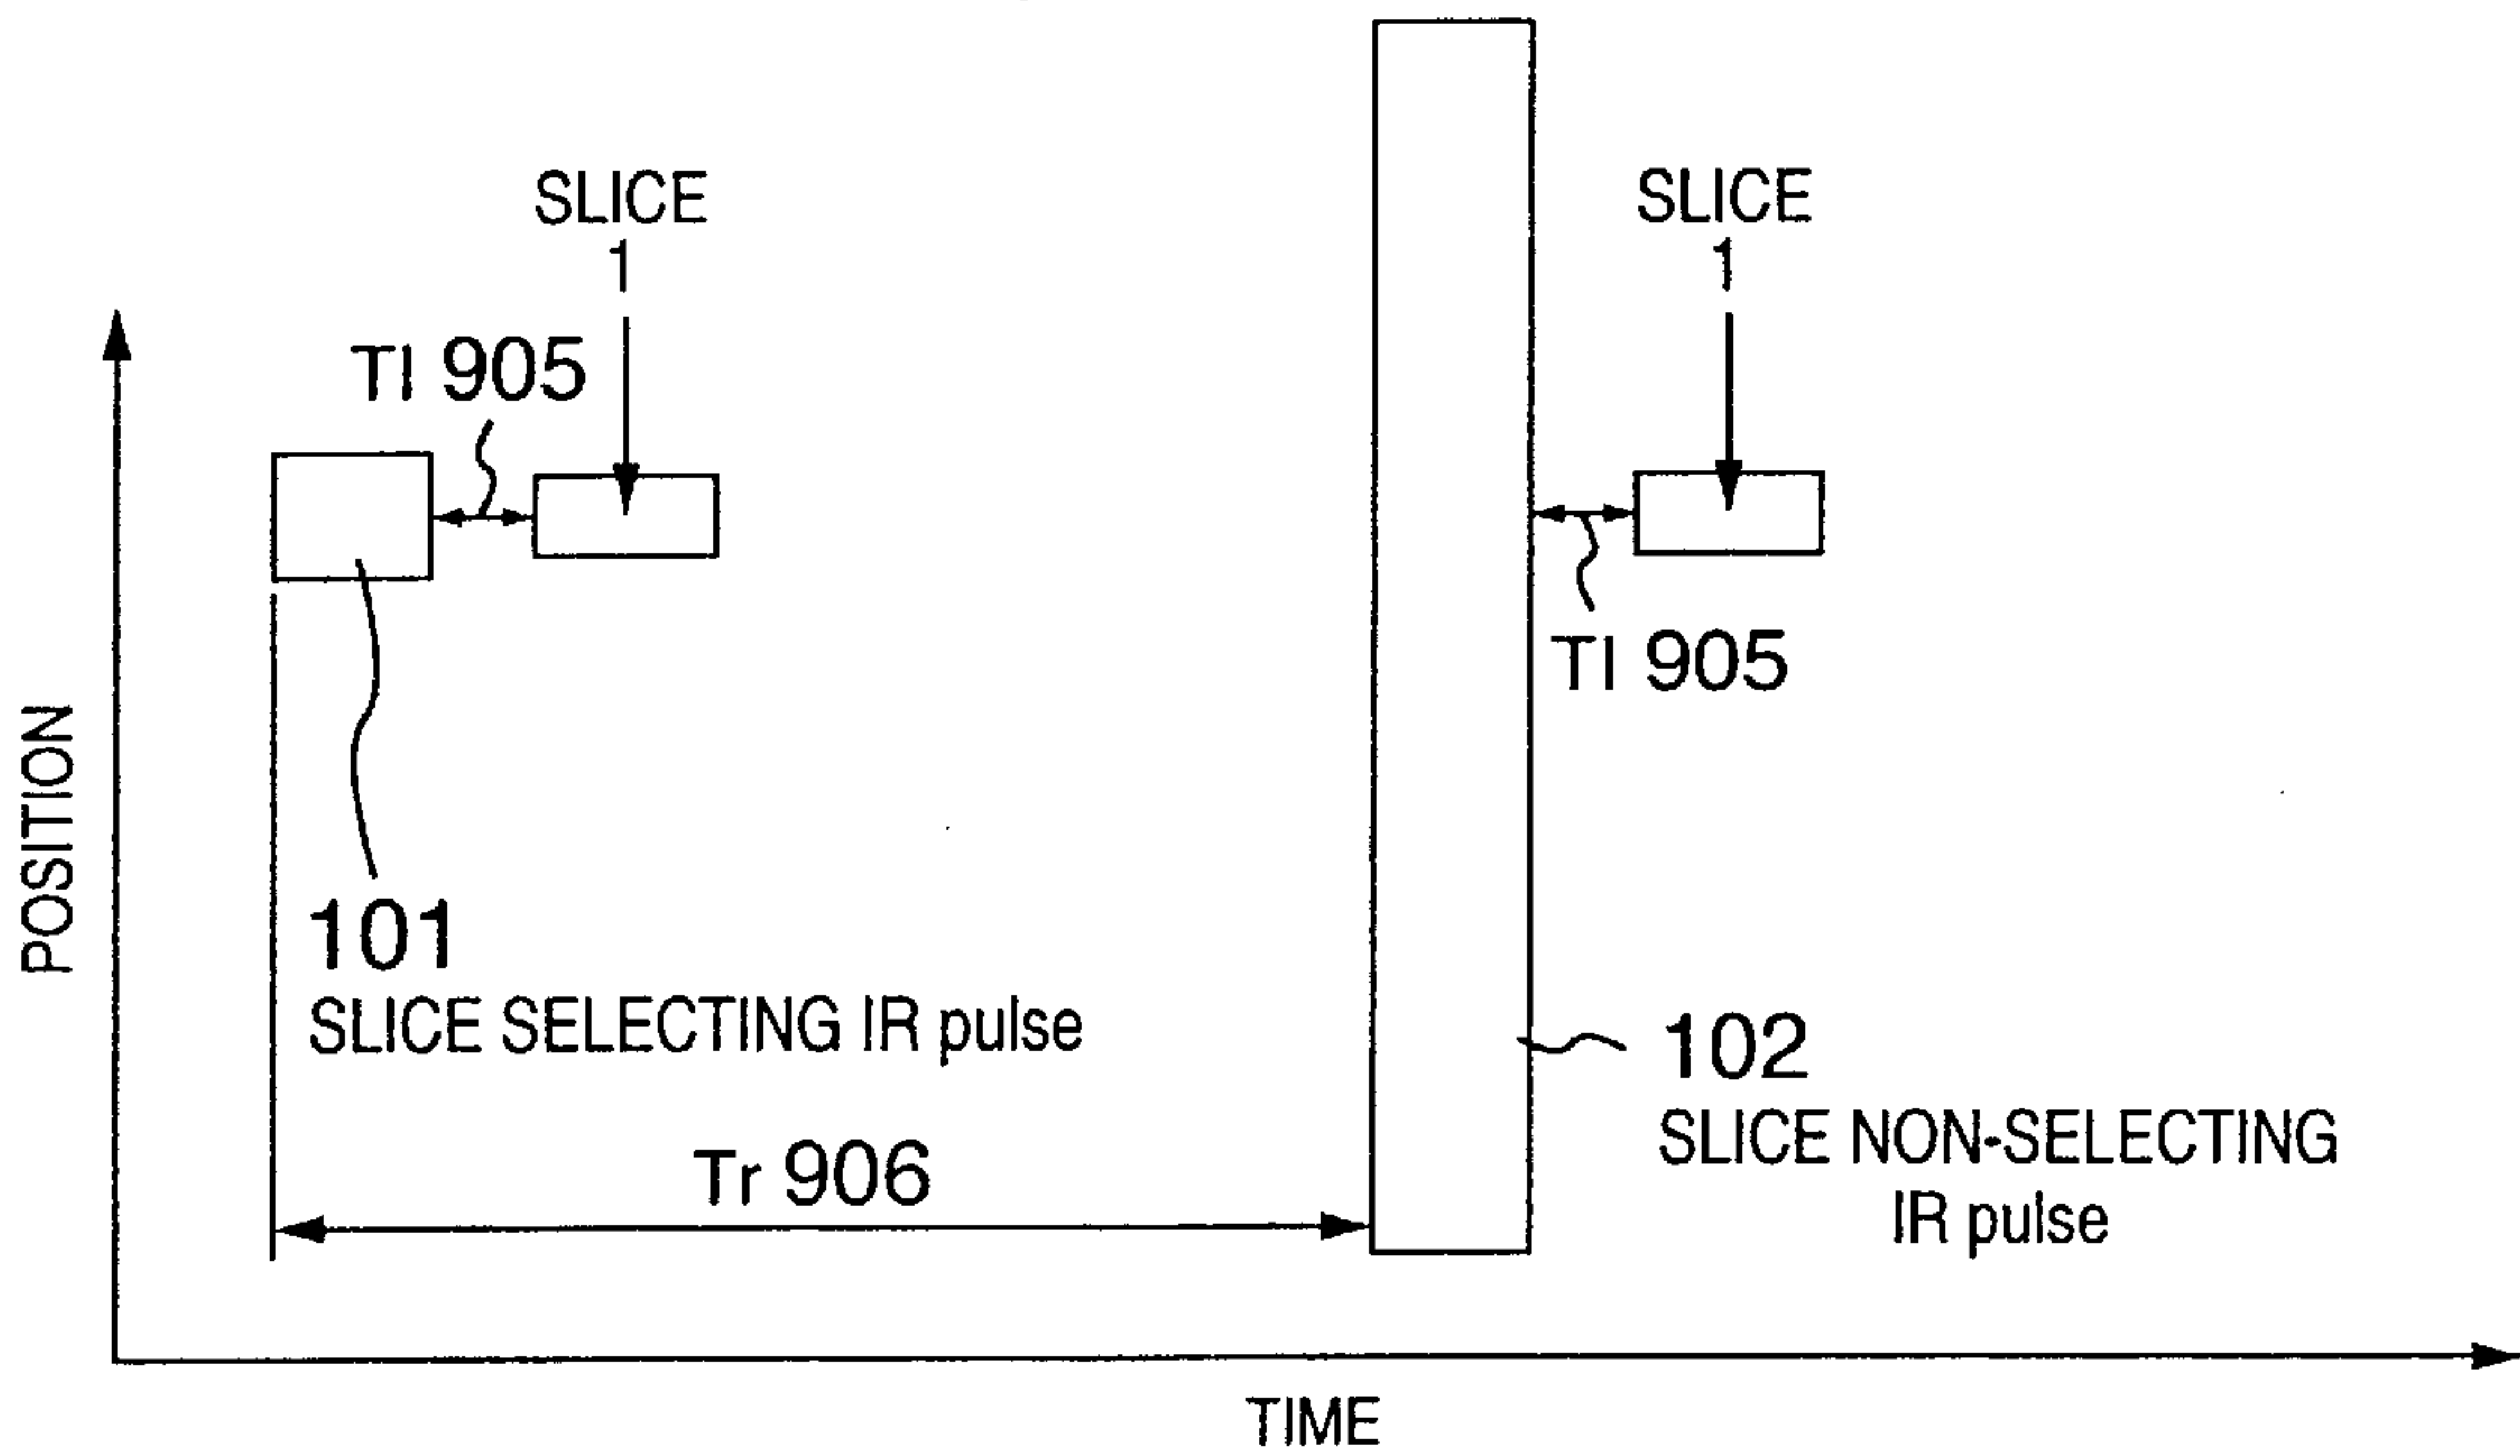 SLICE
1
SLICE
1
TI 905
TI 905
POSITION
101
SLICE SELECTING IR pulse
102
SLICE NON-SELECTING
IR pulse
Tr 906
TIME